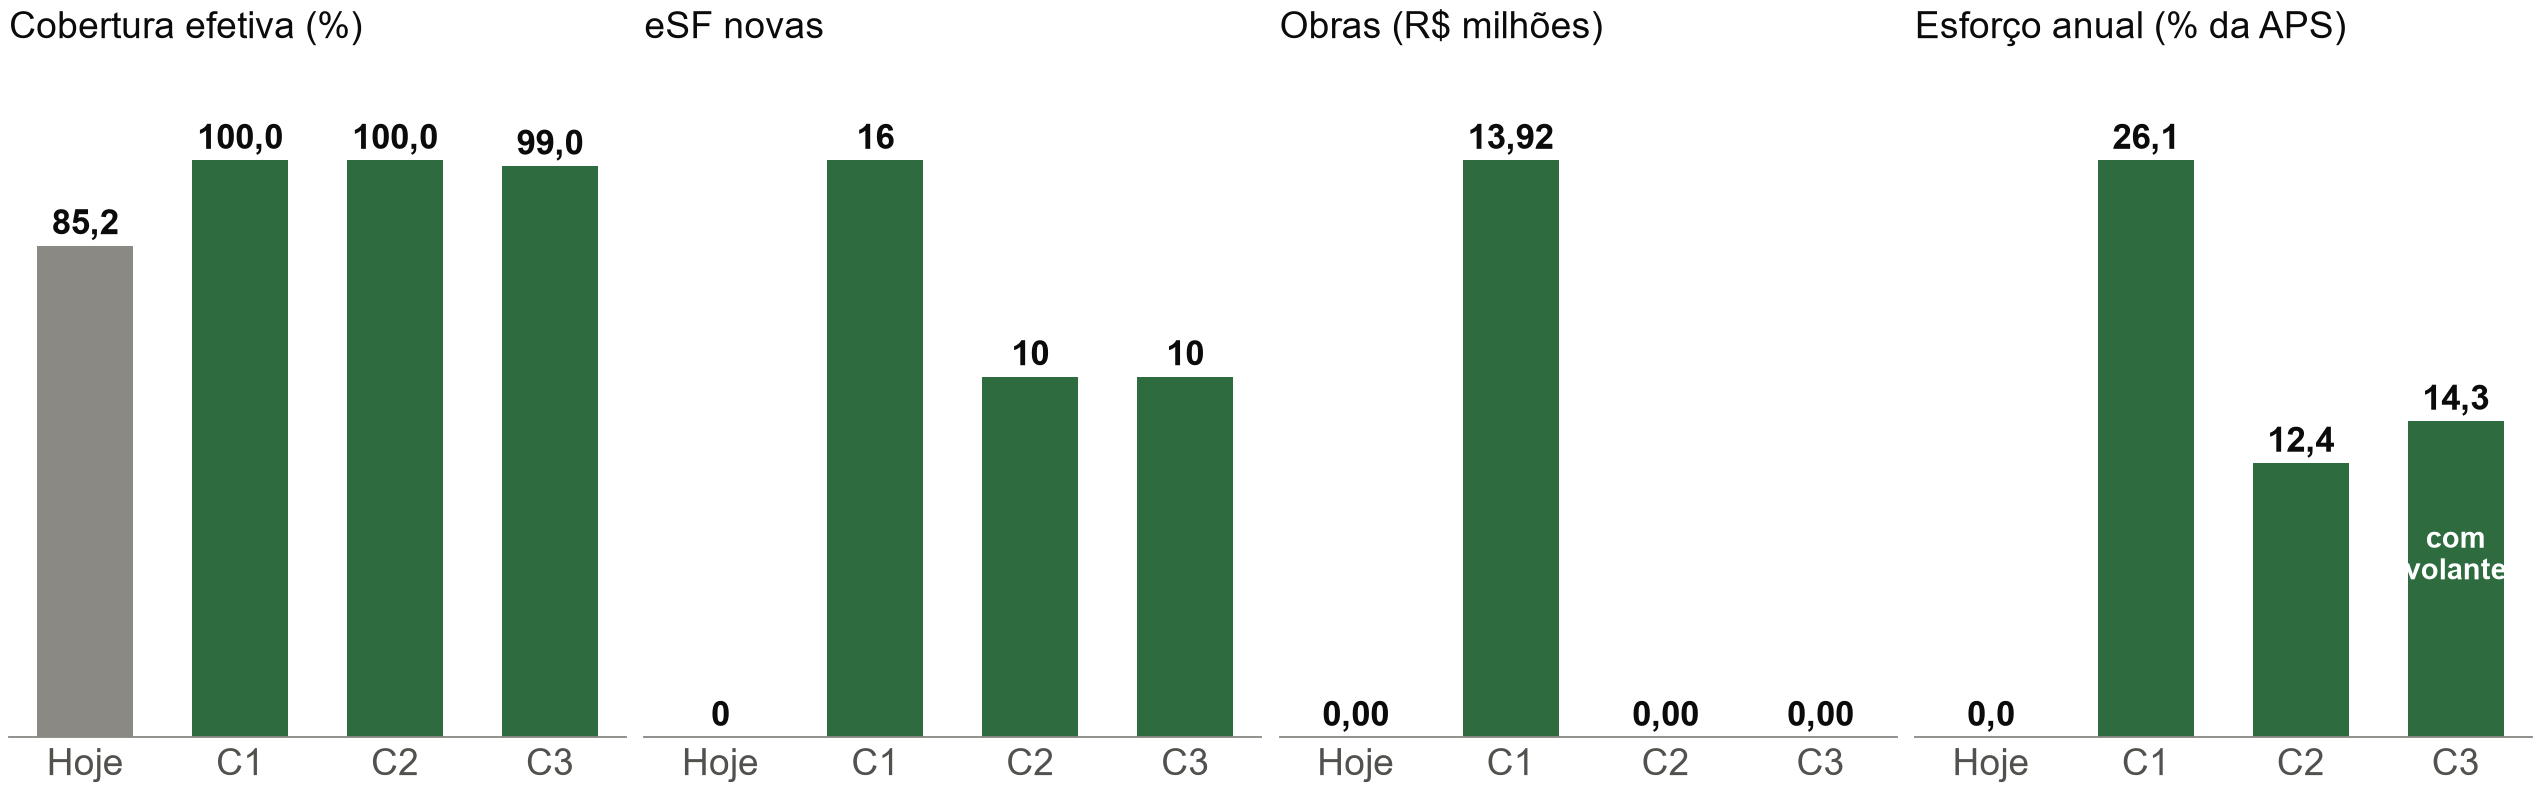 Cobertura efetiva (%)
85,2
100,0
100,0
99,0
Hoje
C1
C2
C3
eSF novas
0
16
10
10
Hoje
C1
C2
C3
Obras (R$ milhões)
0,00
13,92
0,00
0,00
Hoje
C1
C2
C3
Esforço anual (% da APS)
0,0
26,1
12,4
14,3
com
volante
Hoje
C1
C2
C3